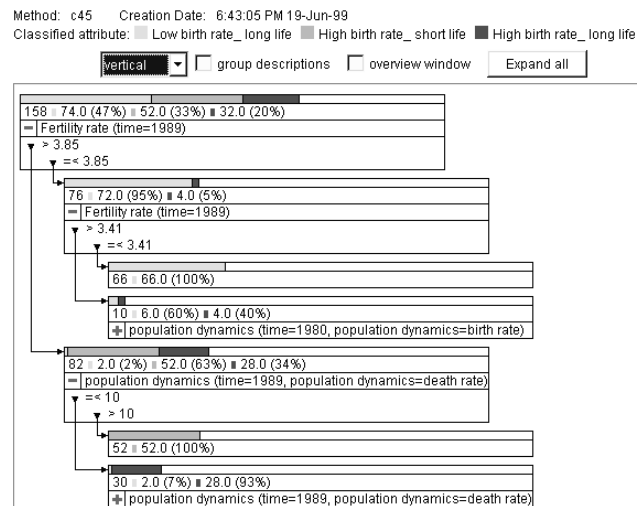 Method: c45 Creation Date: 6:43:05 PM 19-Jun-99
Classified attribute: Low birth rate_ long life High birth rate_ short life High birth rate_ long life
vertical group descriptions overview window Expand all
158 74.0 (47%) 52.0 (33%) 32.0 (20%)
Fertility rate (time=1989)
> 3.85
=< 3.85
76 72.0 (95%) 4.0 (5%)
Fertility rate (time=1989)
> 3.41
=< 3.41
66 66.0 (100%)
10 6.0 (60%) 4.0 (40%)
population dynamics (time=1980, population dynamics=birth rate)
82 2.0 (2%) 52.0 (63%) 28.0 (34%)
population dynamics (time=1989, population dynamics=death rate)
=< 10
> 10
52 52.0 (100%)
30 2.0 (7%) 28.0 (93%)
population dynamics (time=1989, population dynamics=death rate)